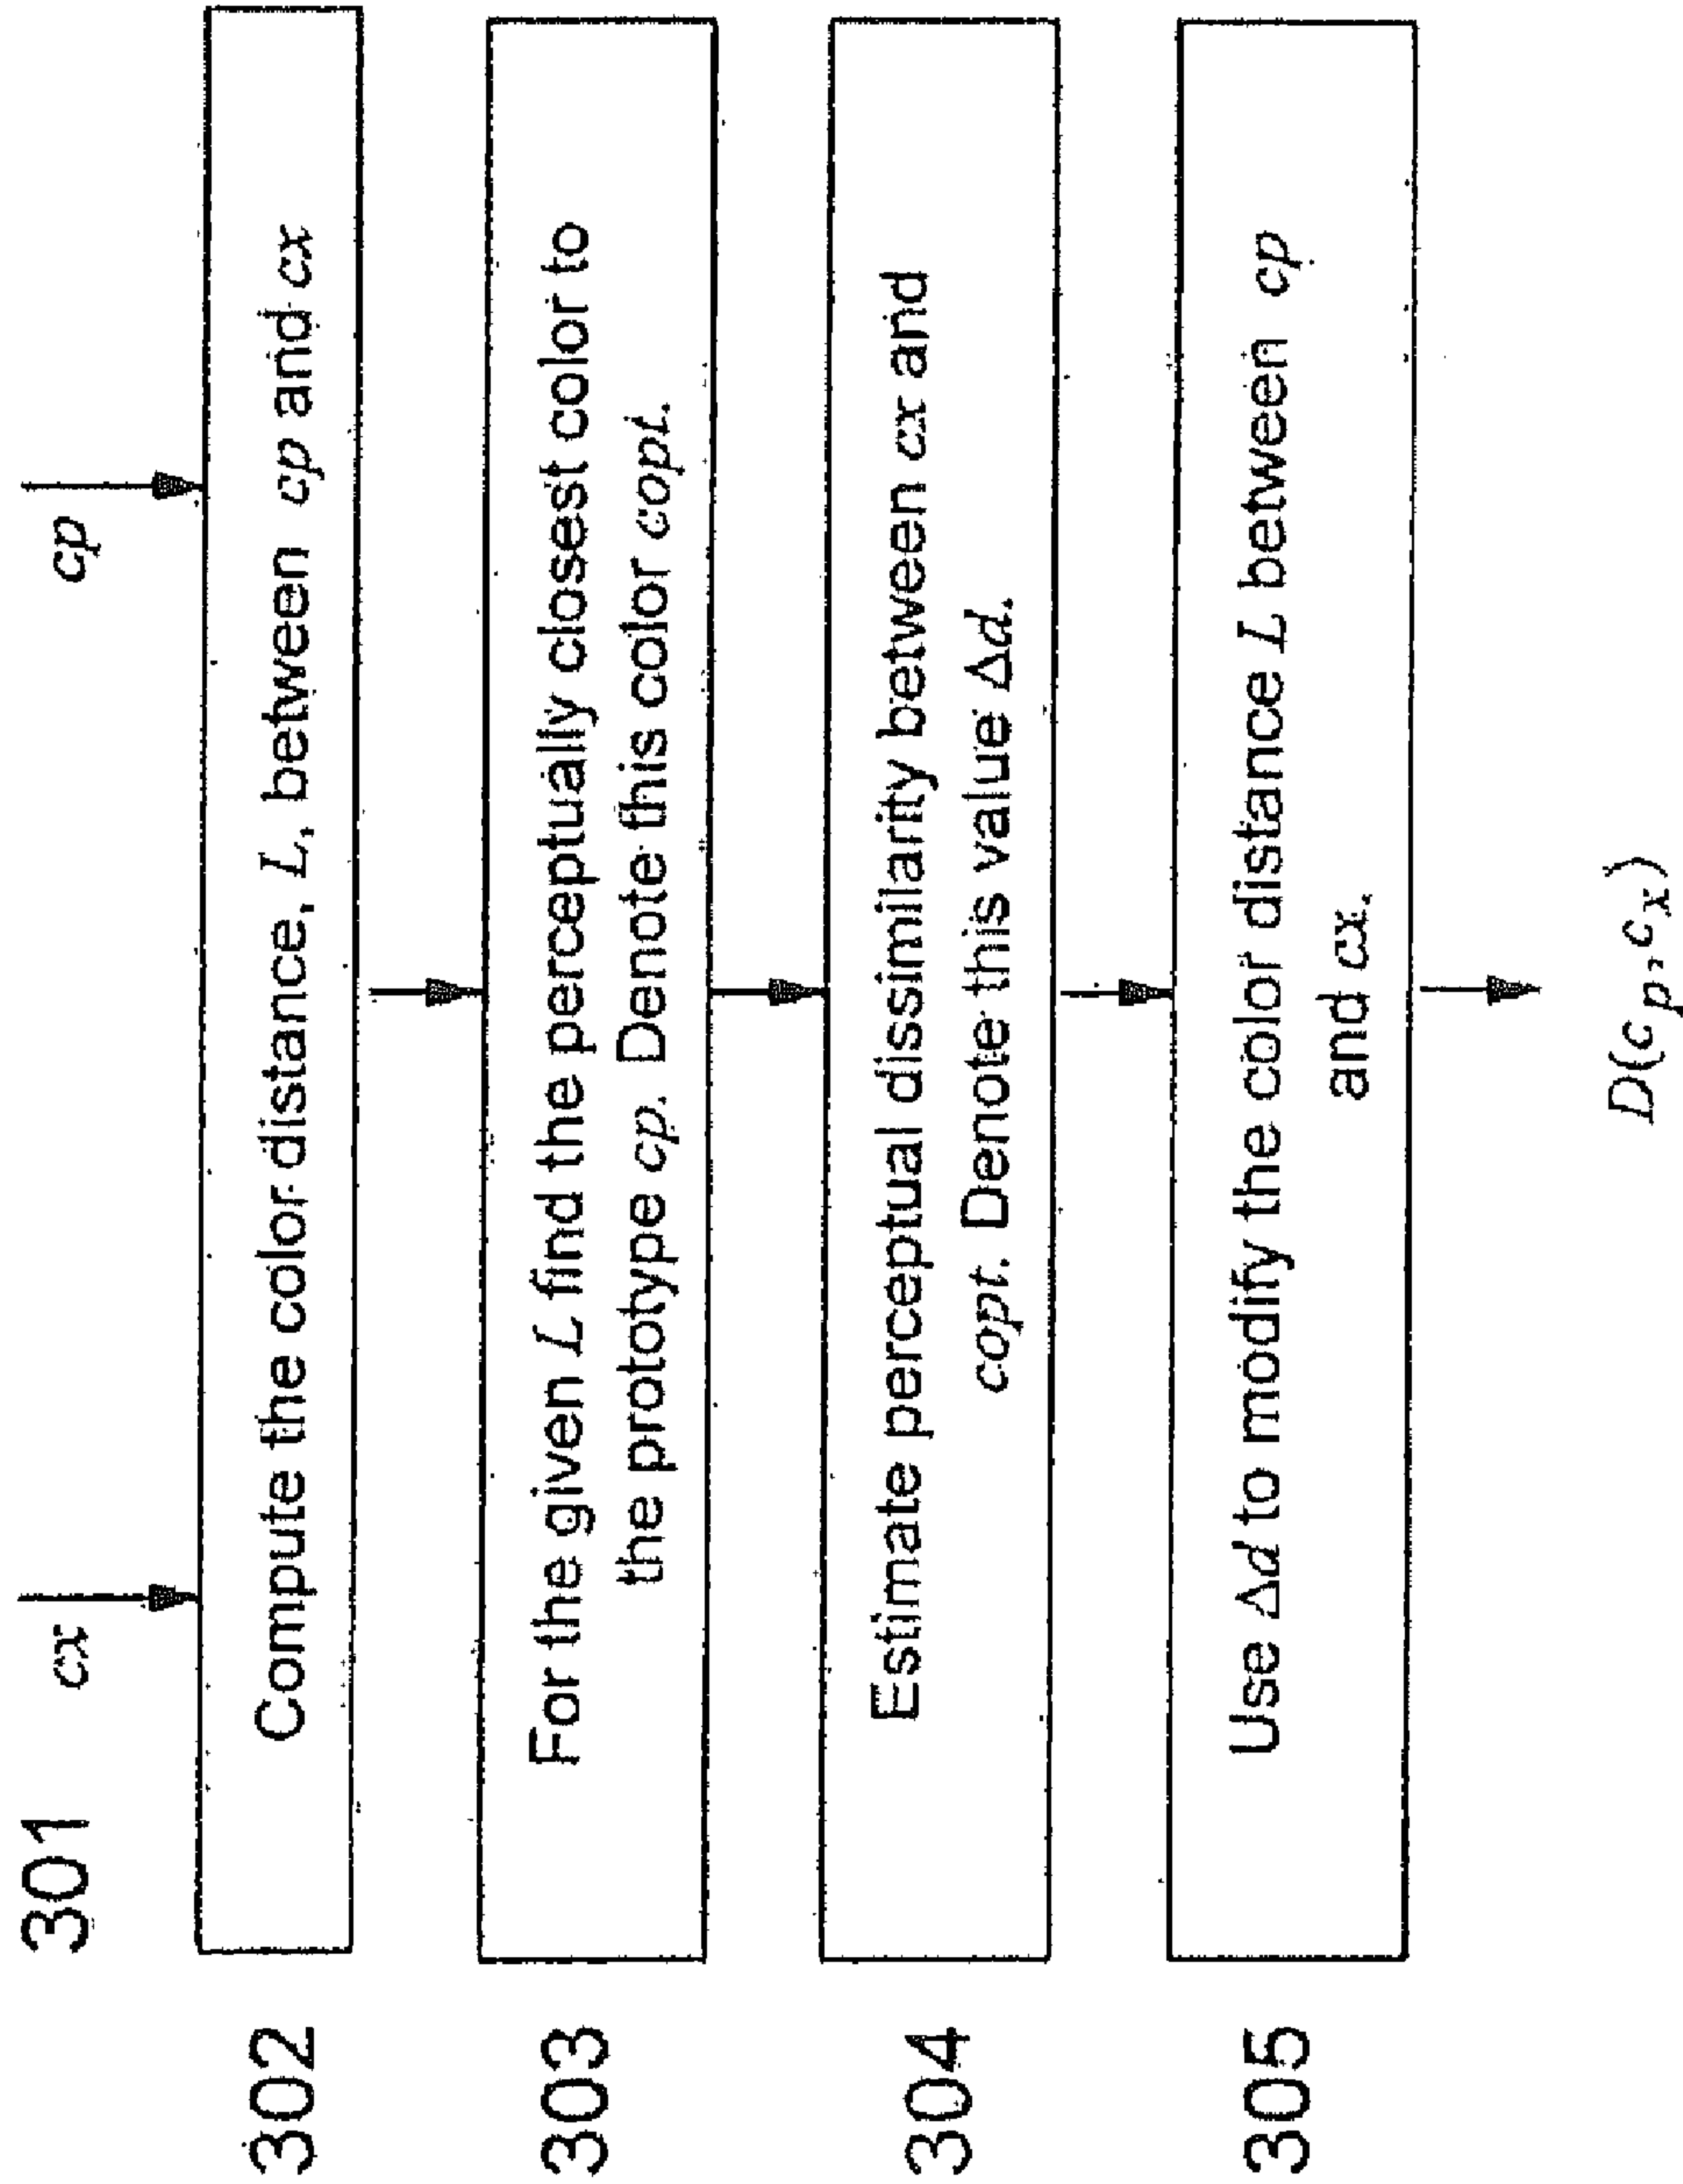 301 cx cp
302 Compute the color distance, L, between cp and cx
303 For the given L find the perceptually closest color to
the prototype cp. Denote this color copt.
304 Estimate perceptual dissimilarity between cx and
copt. Denote this value Δd.
305 Use Δd to modify the color distance L between cp
and cx.
D(c p, c x)